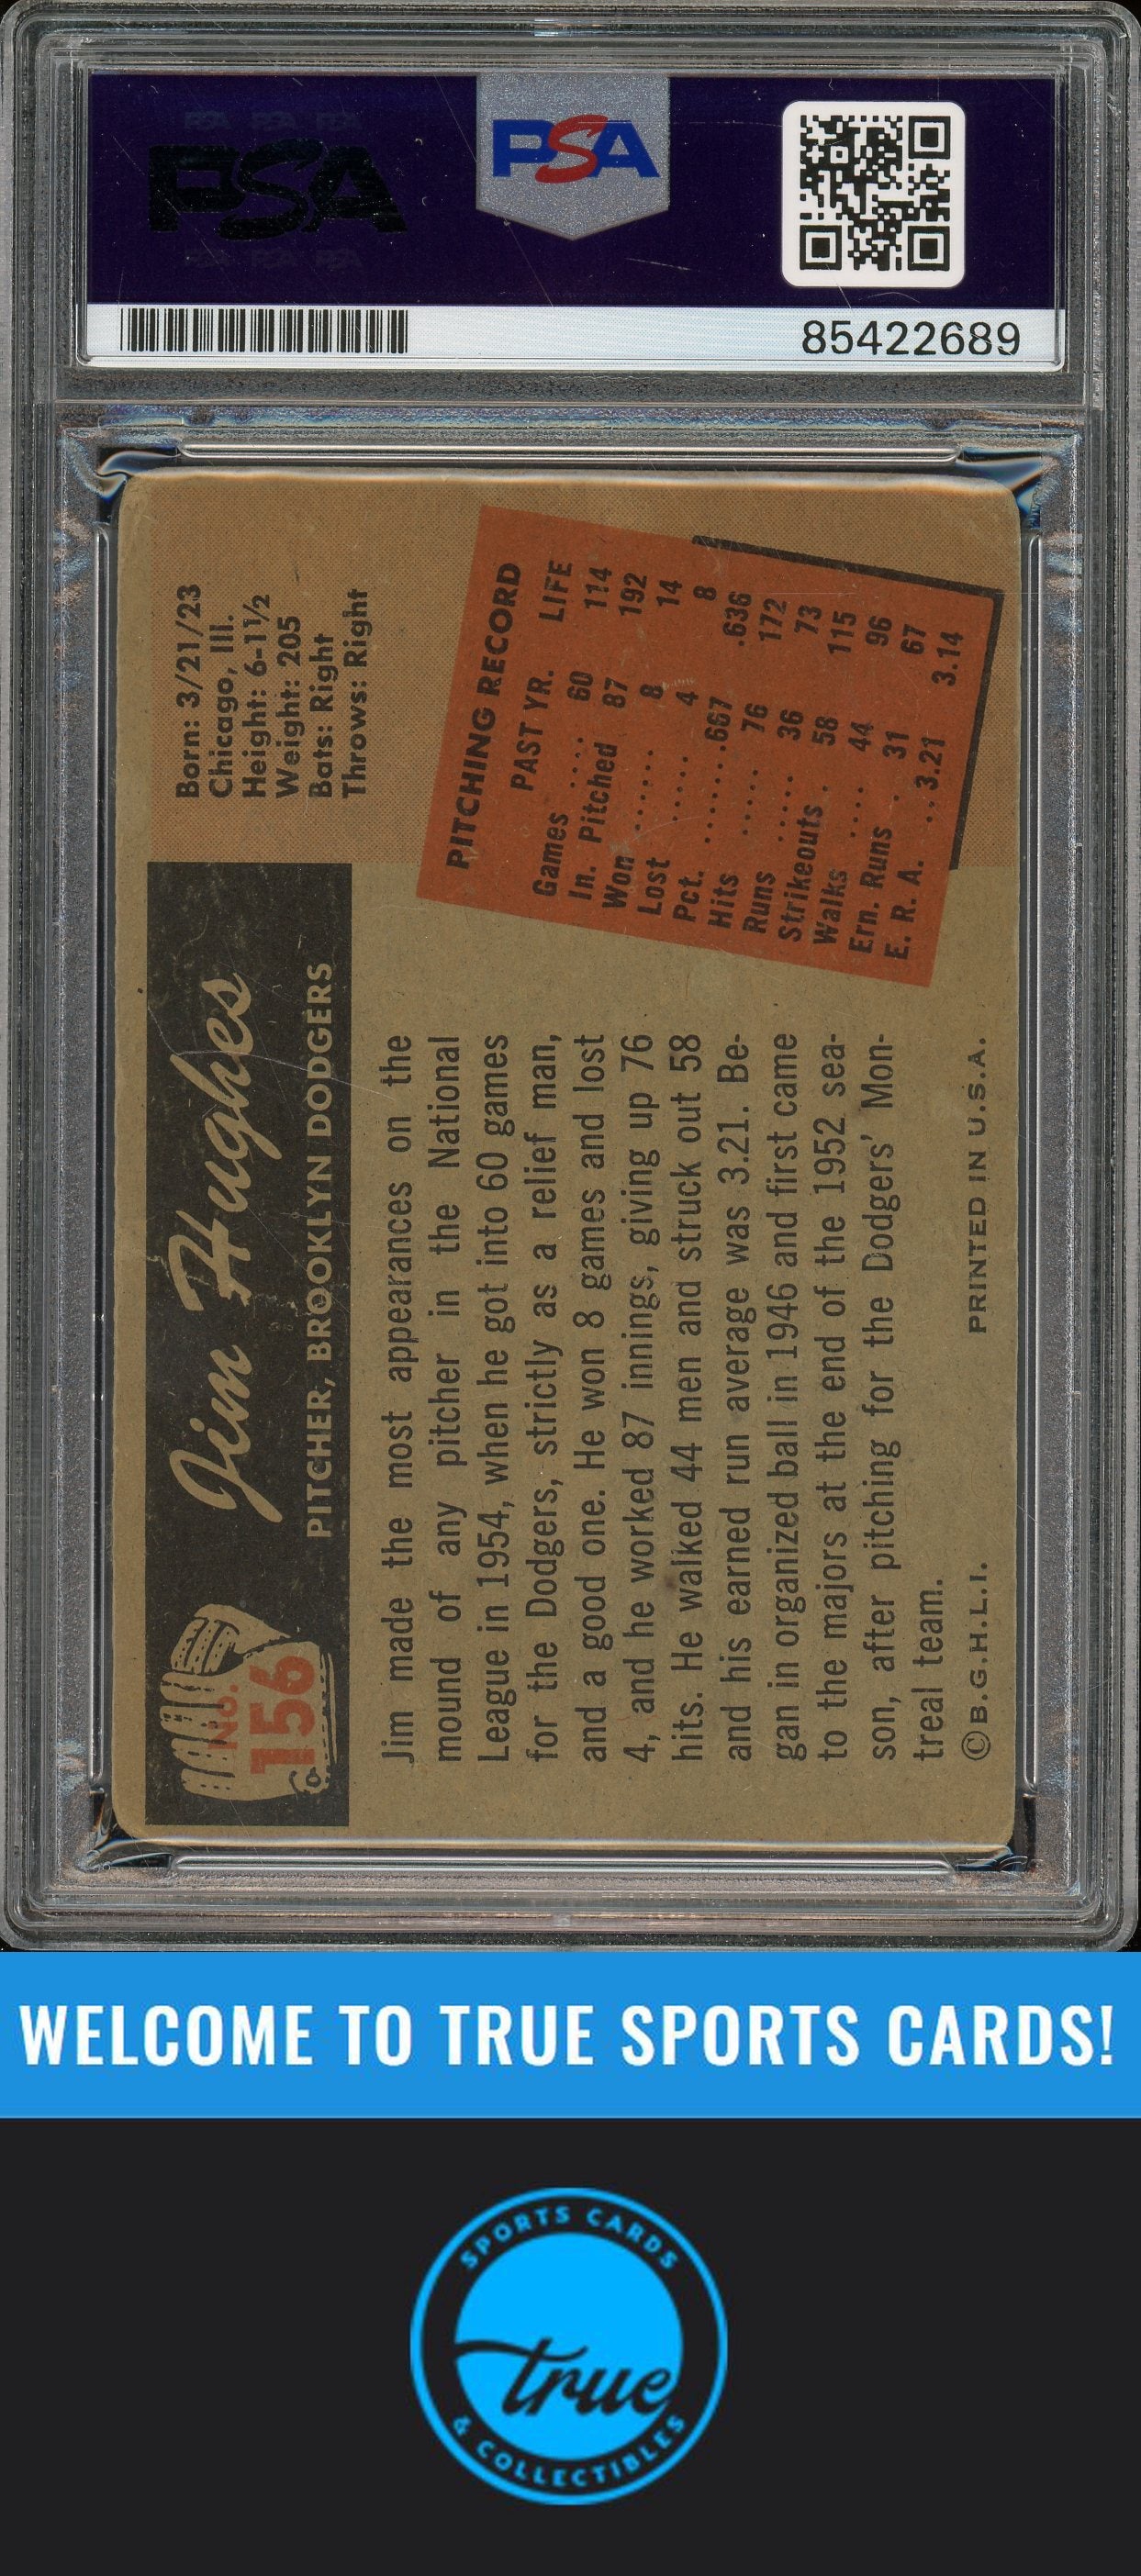 PSA PSA PSA
PSA
PSA PSA PSA
PSA
85422689
No.
156
Jim Hughes
PITCHER, BROOKLYN DODGERS
Born: 3/21/23
Chicago, Ill.
Height: 6-1½
Weight: 205
Bats: Right
Throws: Right
Jim made the most appearances on the
mound of any pitcher in the National
League in 1954, when he got into 60 games
for the Dodgers, strictly as a relief man,
and a good one. He won 8 games and lost
4, and he worked 87 innings, giving up 76
hits. He walked 44 men and struck out 58
and his earned run average was 3.21. Be-
gan in organized ball in 1946 and first came
to the majors at the end of the 1952 sea-
son, after pitching for the Dodgers' Mon-
treal team.
PITCHING RECORD
PAST YR. LIFE
Games .... 60 114
In. Pitched 87 192
Won ...... 8 14
Lost ...... 4 8
Pct. .......667 .636
Hits ...... 76 172
Runs ..... 36 73
Strikeouts . 58 115
Walks .... 44 96
Ern. Runs . 31 67
E. R. A. .. 3.21 3.14
©B.G.H.L.I. PRINTED IN U.S.A.
WELCOME TO TRUE SPORTS CARDS!
SPORTS CARDS
true
& COLLECTIBLES